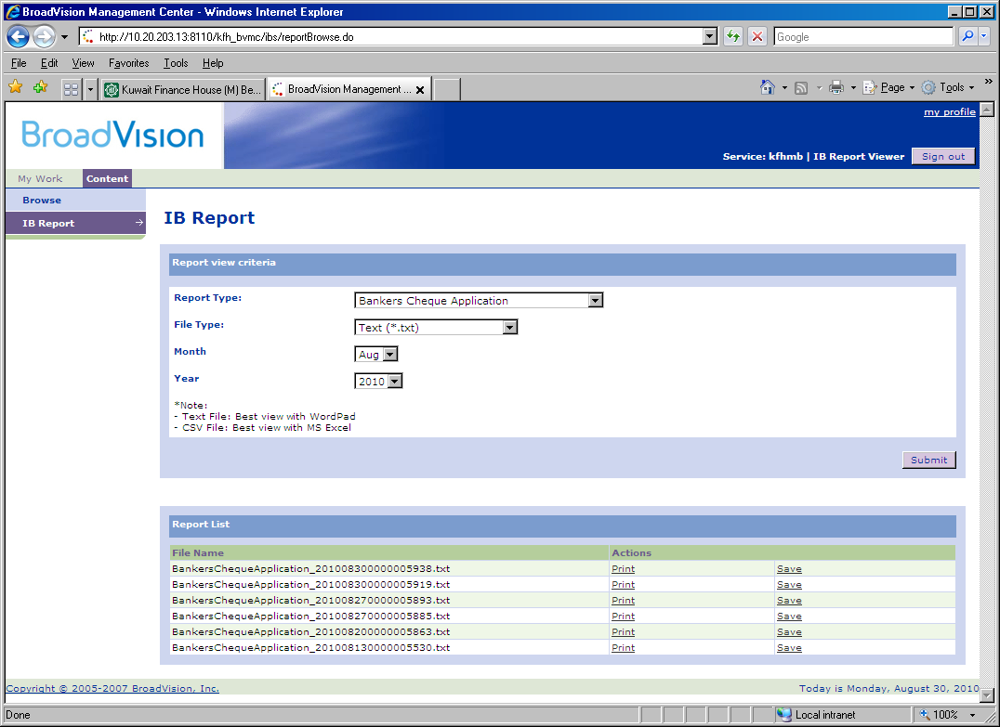 BroadVision Management Center - Windows Internet Explorer
http://10.20.203.13:8110/kfh_bvmc/ibs/reportBrowse.do
Google
File Edit View Favorites Tools Help
Kuwait Finance House (M) Be...
BroadVision Management ...
Page
Tools
my profile
BroadVision
Service: kfhmb | IB Report Viewer
Sign out
My Work
Content
Browse
IB Report
IB Report
Report view criteria
Report Type: Bankers Cheque Application
File Type: Text (*.txt)
Month Aug
Year 2010
*Note:
- Text File: Best view with WordPad
- CSV File: Best view with MS Excel
Submit
Report List
File Name Actions
BankersChequeApplication_201008300000005938.txt Print Save
BankersChequeApplication_201008300000005919.txt Print Save
BankersChequeApplication_201008270000005893.txt Print Save
BankersChequeApplication_201008270000005885.txt Print Save
BankersChequeApplication_201008200000005863.txt Print Save
BankersChequeApplication_201008130000005530.txt Print Save
Copyright © 2005-2007 BroadVision, Inc.
Today is Monday, August 30, 2010
Done
Local intranet
100%